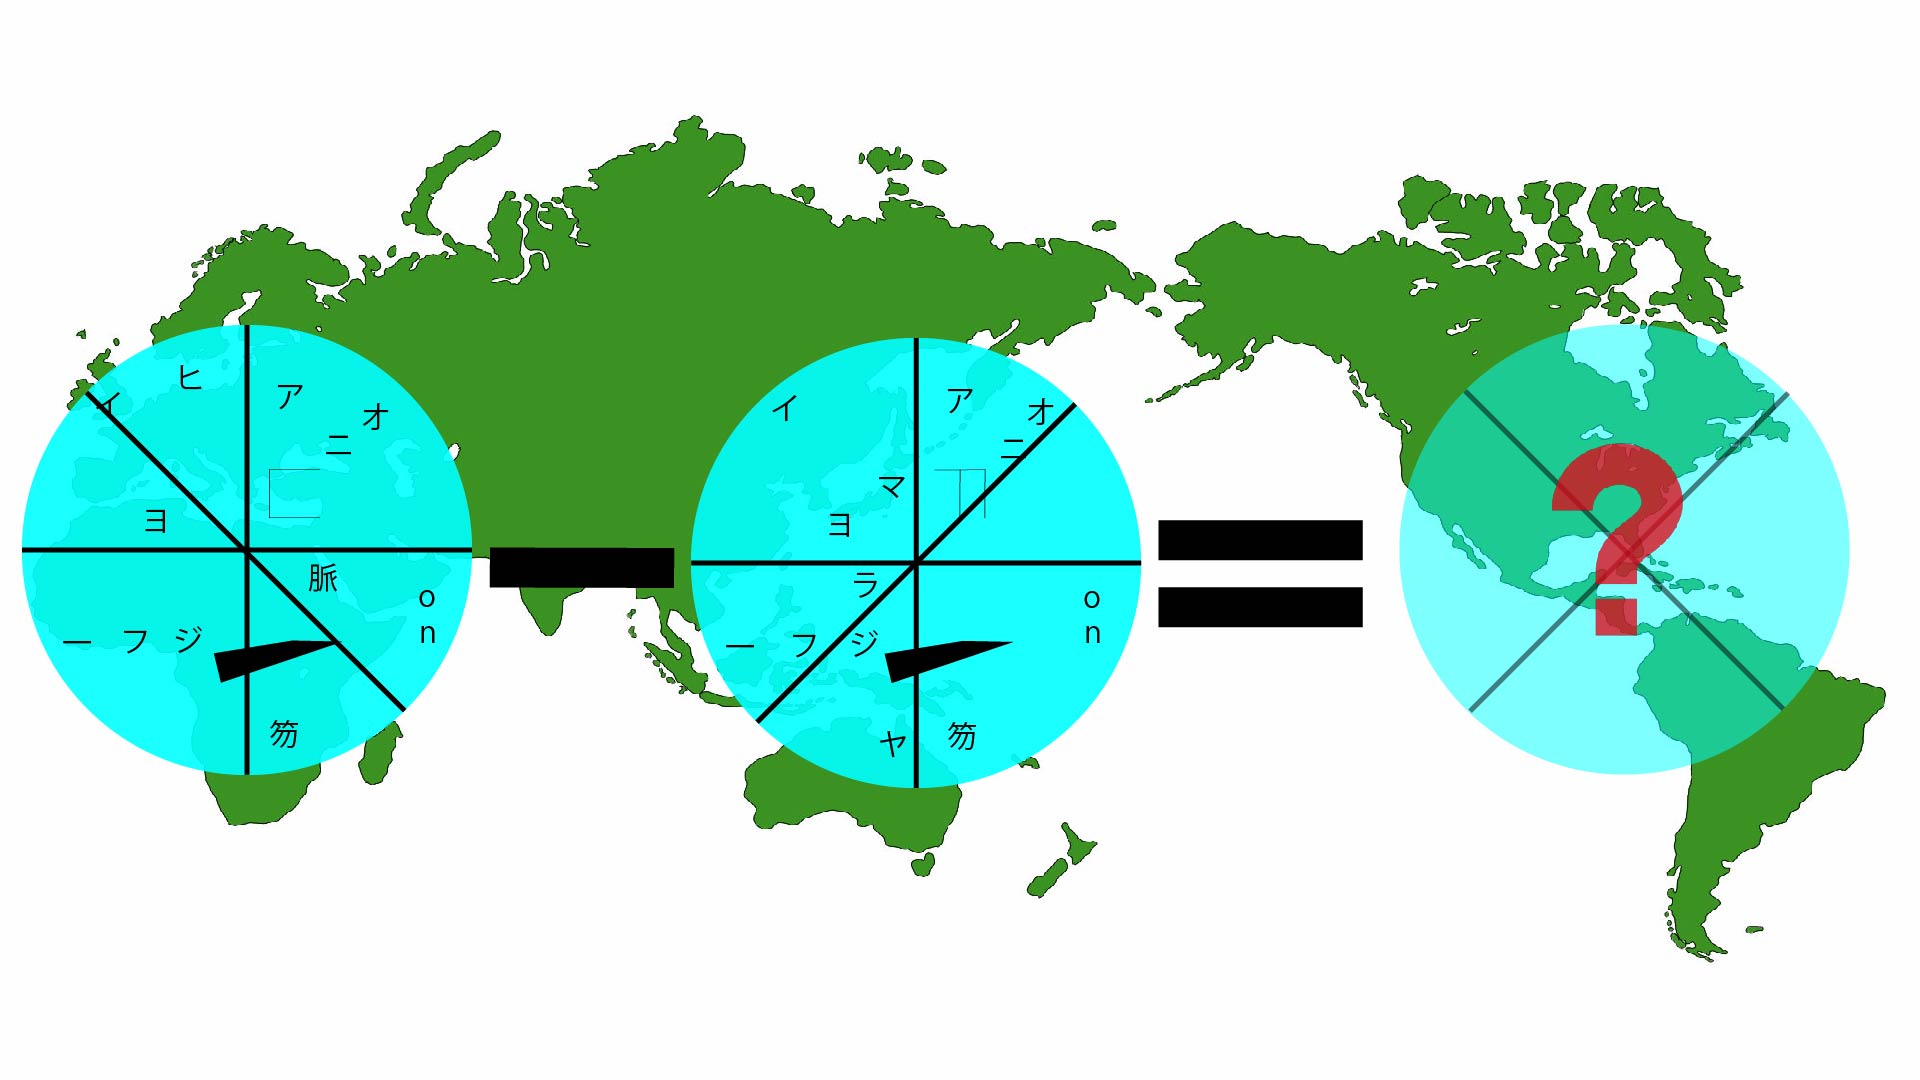 ヒ
ア
イ
オ
ニ
ヨ
脈
o
n
ー フ ジ
笏
ア
イ
オ
ニ
マ
ヨ
ラ
o
n
ー フ ジ
ヤ
笏
?